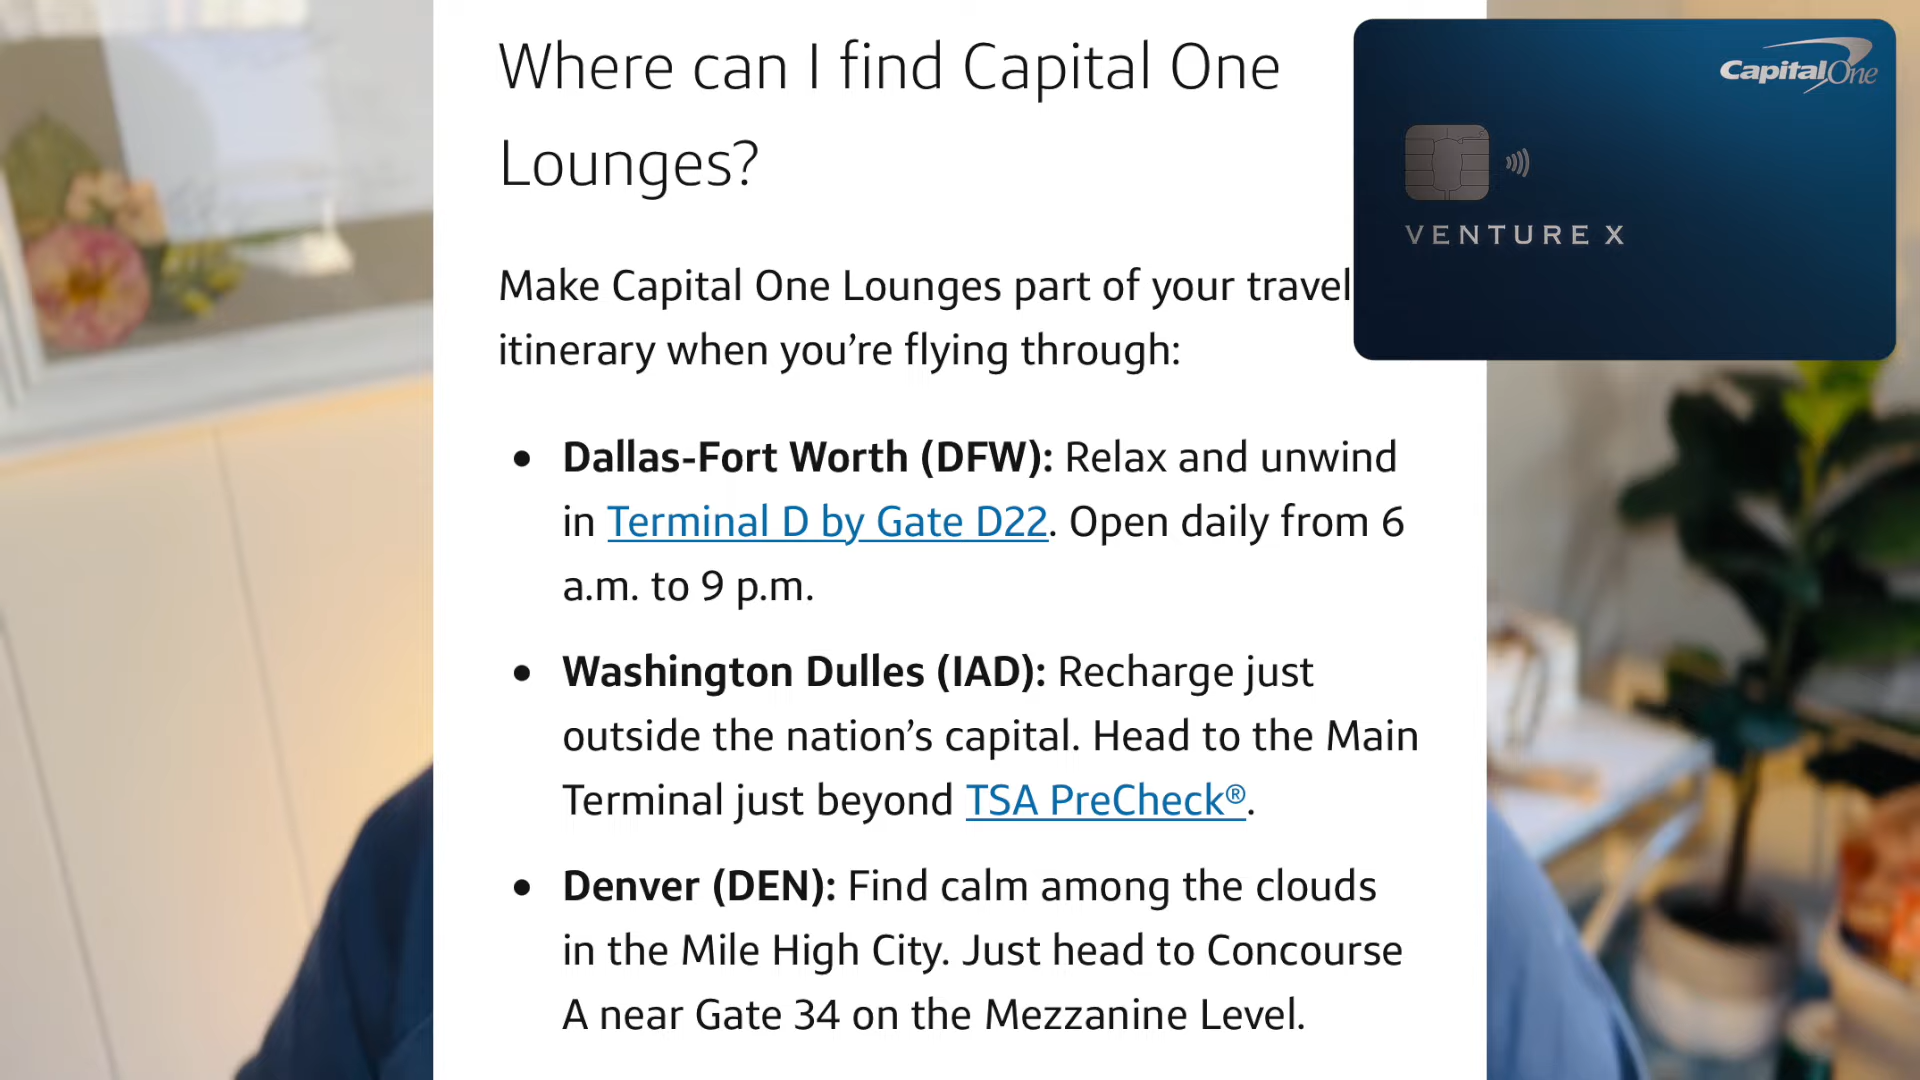 Where can I find Capital One
Lounges?
CapitalOne
VENTURE X
Make Capital One Lounges part of your travel
itinerary when you’re flying through:
• Dallas-Fort Worth (DFW): Relax and unwind
in Terminal D by Gate D22. Open daily from 6
a.m. to 9 p.m.
• Washington Dulles (IAD): Recharge just
outside the nation’s capital. Head to the Main
Terminal just beyond TSA PreCheck®.
• Denver (DEN): Find calm among the clouds
in the Mile High City. Just head to Concourse
A near Gate 34 on the Mezzanine Level.